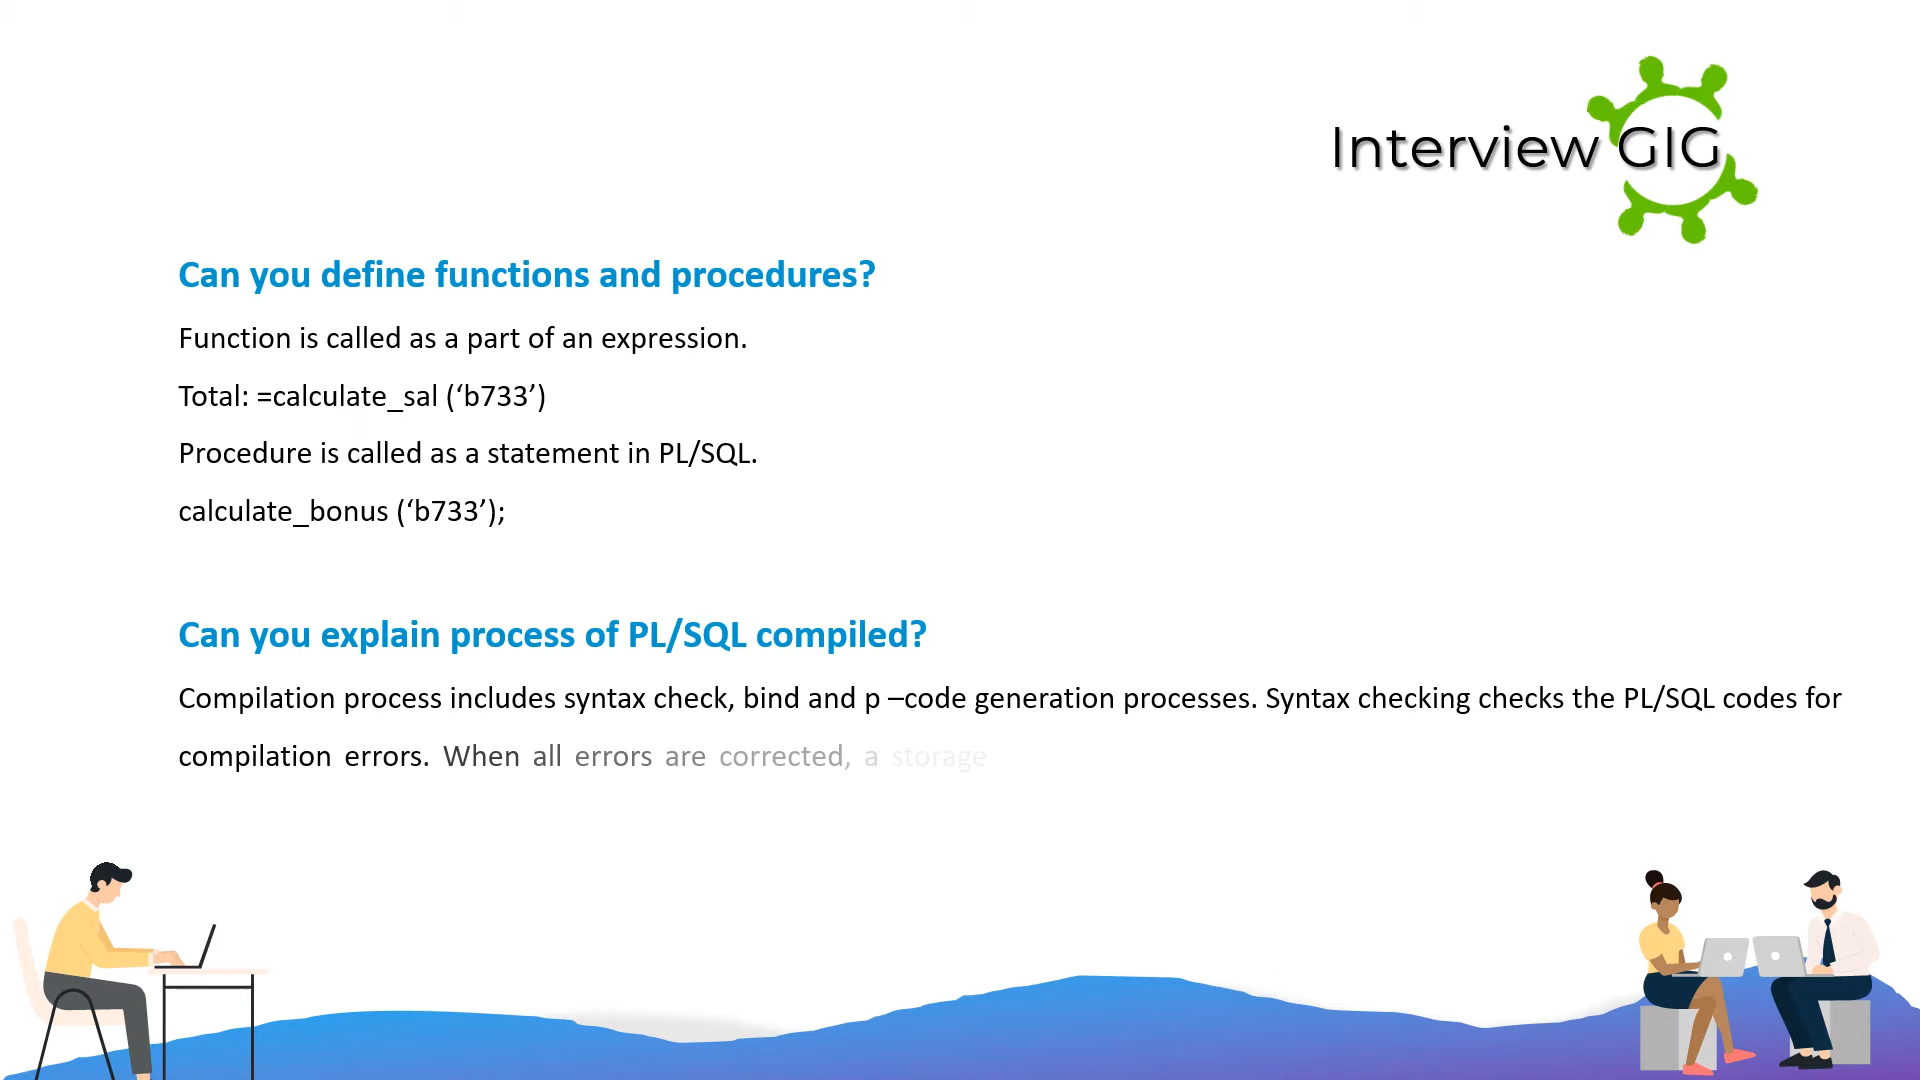 Interview GIG
Can you define functions and procedures?
Function is called as a part of an expression.
Total: =calculate_sal (‘b733’)
Procedure is called as a statement in PL/SQL.
calculate_bonus (‘b733’);
Can you explain process of PL/SQL compiled?
Compilation process includes syntax check, bind and p –code generation processes. Syntax checking checks the PL/SQL codes for
compilation errors. When all errors are corrected, a storage